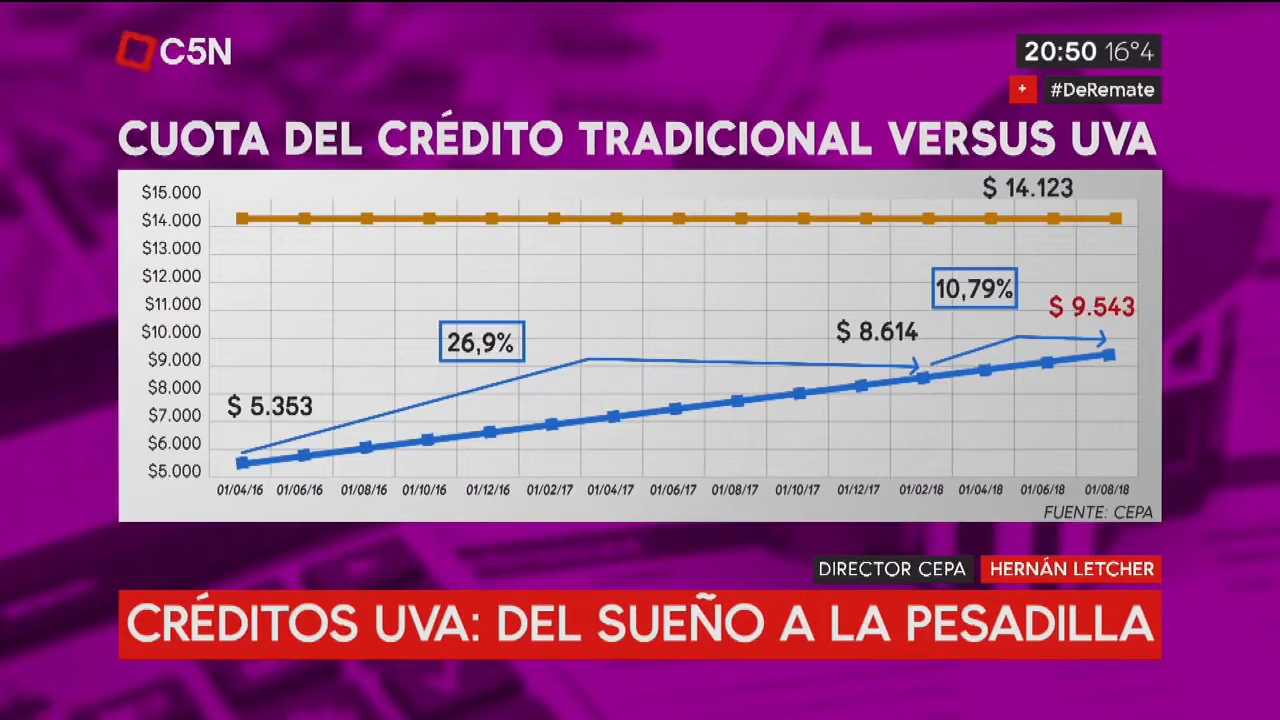 C5N
20:50 16°4
+ #DeRemate
CUOTA DEL CRÉDITO TRADICIONAL VERSUS UVA
$15.000
$14.000
$13.000
$12.000
$11.000
$10.000
$9.000
$8.000
$7.000
$6.000
$5.000
$ 14.123
10,79%
$ 9.543
26,9%
$ 8.614
$ 5.353
01/04/16 01/06/16 01/08/16 01/10/16 01/12/16 01/02/17 01/04/17 01/06/17 01/08/17 01/10/17 01/12/17 01/02/18 01/04/18 01/06/18 01/08/18
FUENTE: CEPA
DIRECTOR CEPA HERNÁN LETCHER
CRÉDITOS UVA: DEL SUEÑO A LA PESADILLA